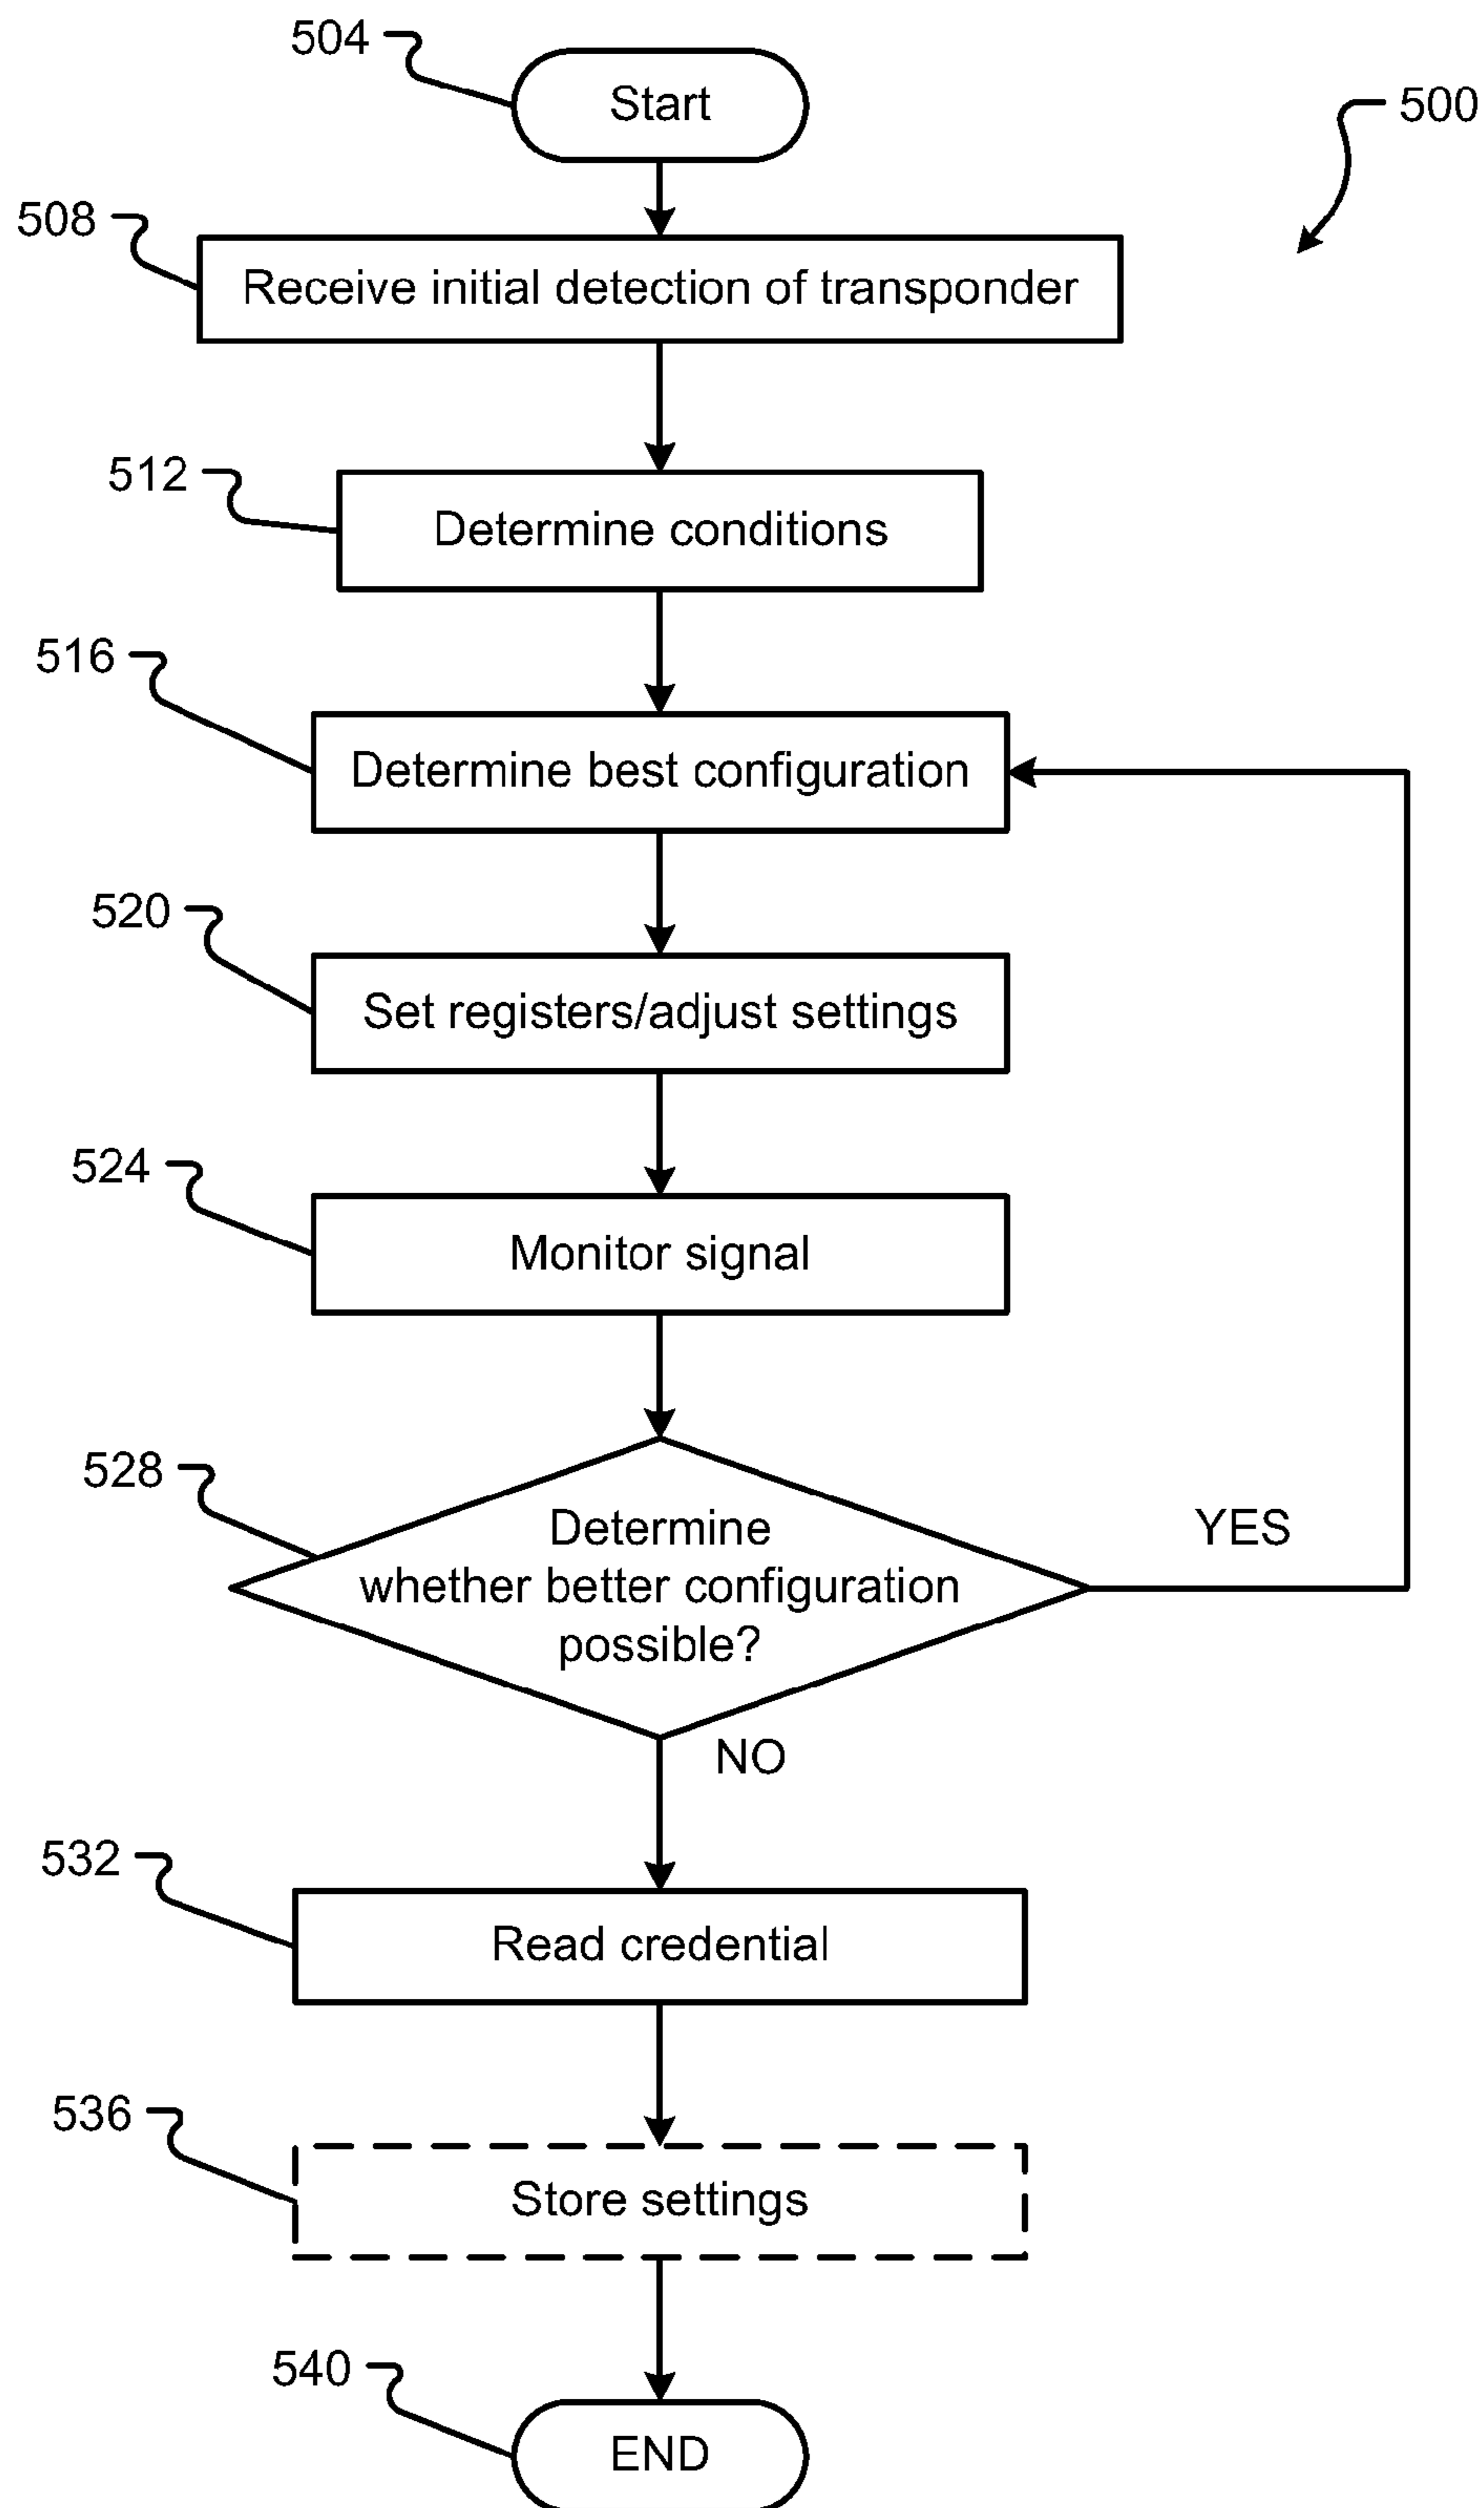 504
Start
500
508
Receive initial detection of transponder
512
Determine conditions
516
Determine best configuration
520
Set registers/adjust settings
524
Monitor signal
528
Determine
whether better configuration
possible?
YES
NO
532
Read credential
536
Store settings
540
END